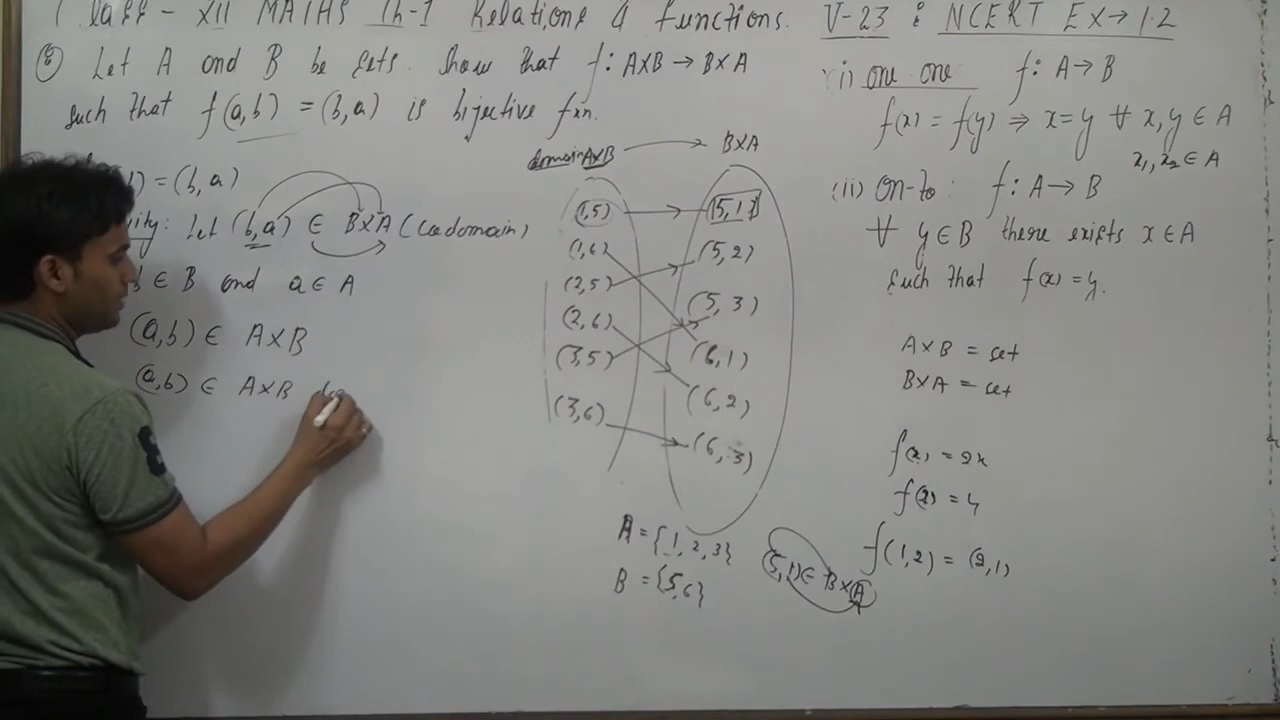 Class - XII MATHS Ch-1 Relations & functions. V-23 : NCERT EX→1.2
⑧ Let A and B be sets. Show that f: A×B → B×A
such that f(a,b) = (b,a) is bijective fxn.
) = (b,a)
ivity: Let (b,a) ∈ B×A (codomain)
b ∈ B and a ∈ A
(a,b) ∈ A×B
(a,b) ∈ A×B
domain A×B → B×A
(1,5) (5,1)
(1,6) (5,2)
(2,5) (5,3)
(2,6) (6,1)
(3,5) (6,2)
(3,6) (6,3)
A = {1,2,3}
B = {5,6}
(5,1) ∈ B×A
(i) one one f: A→B
f(x) = f(y) ⇒ x=y ∀ x,y ∈ A
x₁,x₂ ∈ A
(ii) on-to: f: A→B
∀ y∈B there exists x∈A
such that f(x) = y.
A×B = set
B×A = set
f(x) = 2x
f(2) = 4
f(1,2) = (2,1)